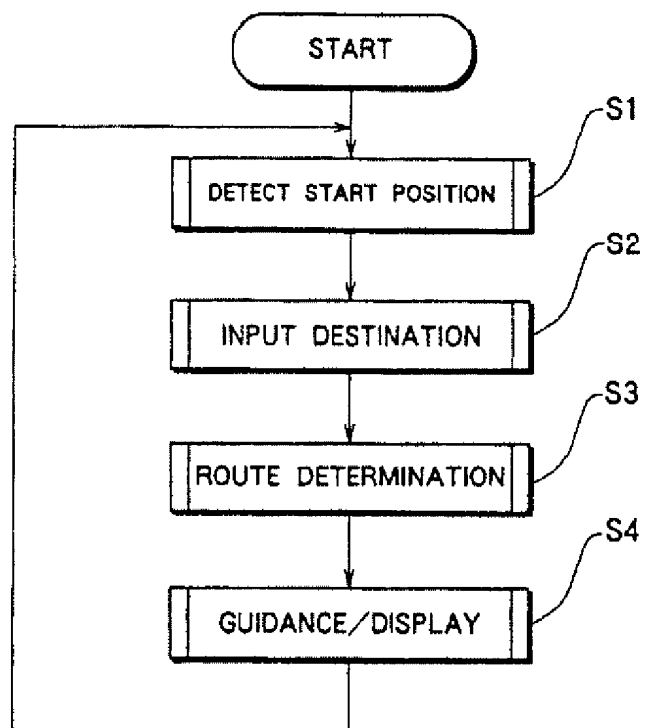 START
S1
DETECT START POSITION
S2
INPUT DESTINATION
S3
ROUTE DETERMINATION
S4
GUIDANCE/DISPLAY